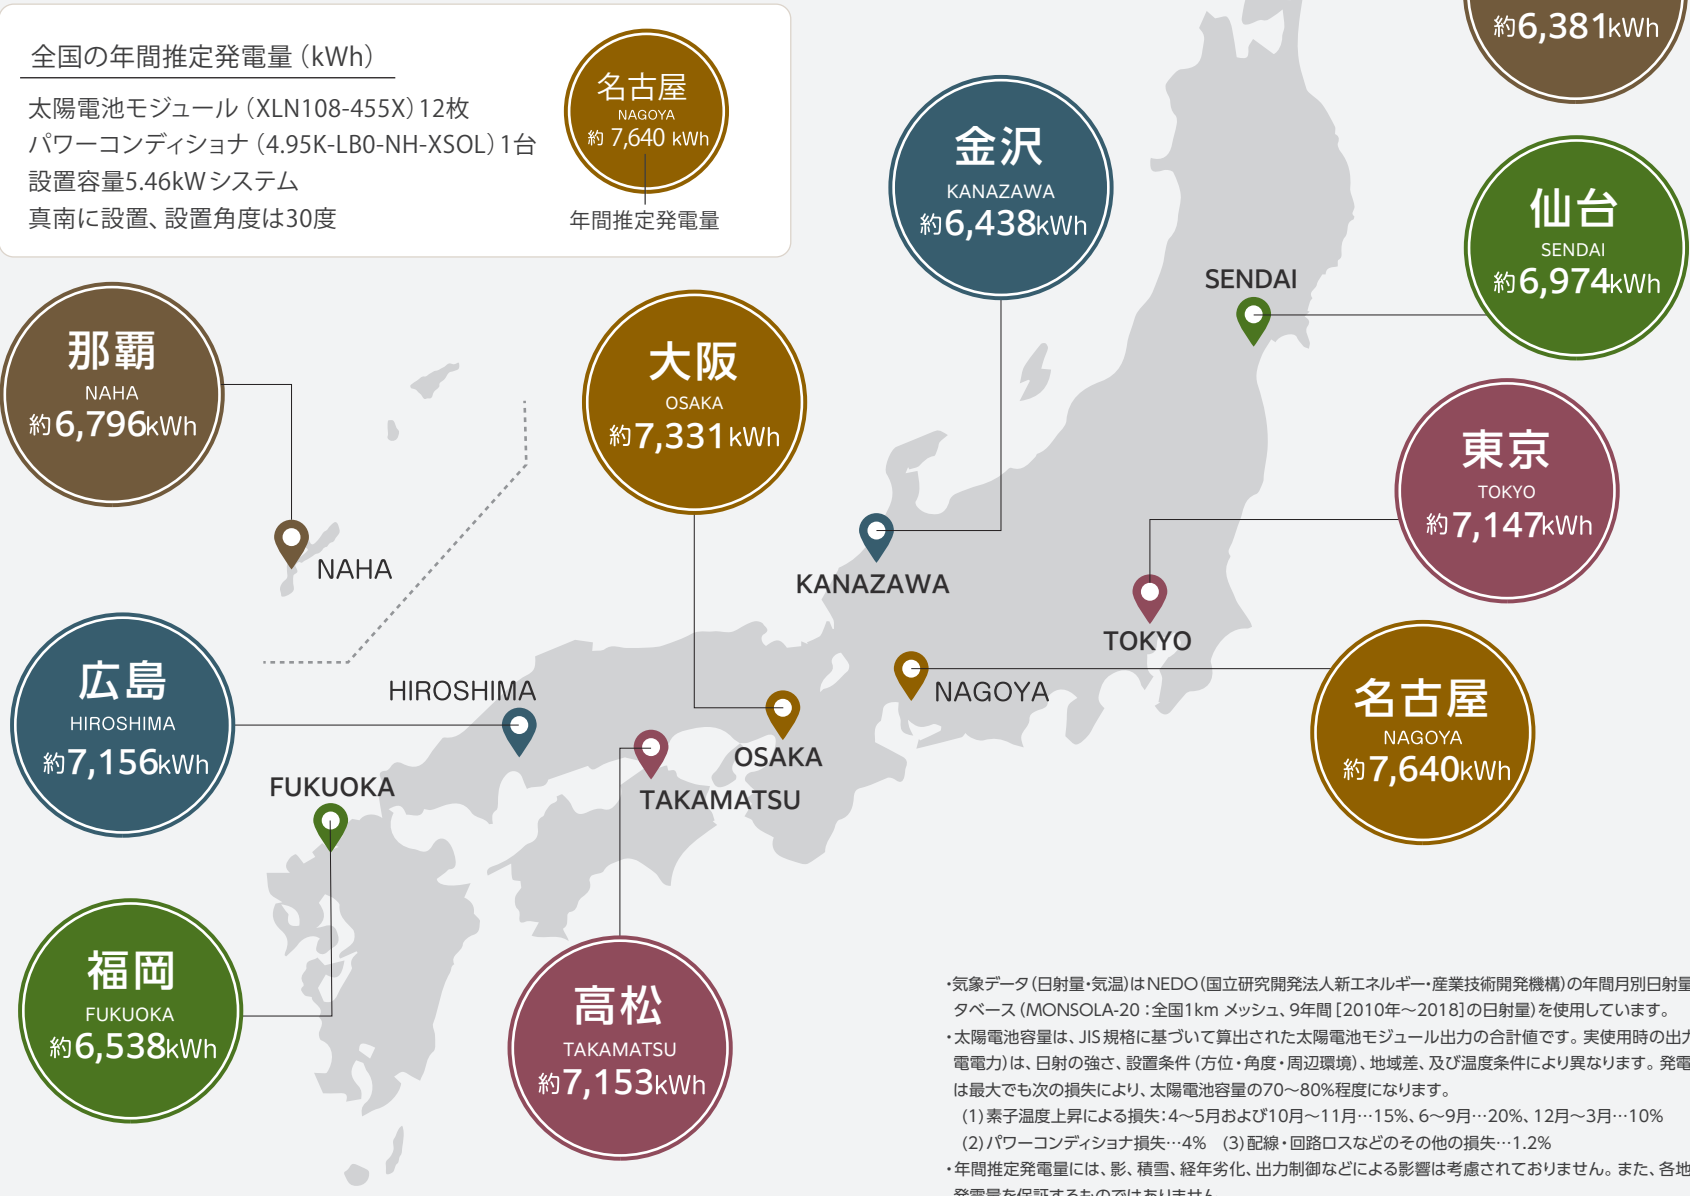 全国の年間推定発電量（kWh）
太陽電池モジュール（XLN108-455X）12枚
パワーコンディショナ（4.95K-LB0-NH-XSOL）1台
設置容量5.46kWシステム
真南に設置、設置角度は30度
名古屋
NAGOYA
約 7,640 kWh
年間推定発電量
約6,381kWh
金沢
KANAZAWA
約6,438kWh
仙台
SENDAI
約6,974kWh
SENDAI
那覇
NAHA
約6,796kWh
大阪
OSAKA
約7,331kWh
東京
TOKYO
約7,147kWh
NAHA
KANAZAWA
TOKYO
広島
HIROSHIMA
約7,156kWh
HIROSHIMA
NAGOYA
名古屋
NAGOYA
約7,640kWh
OSAKA
FUKUOKA
TAKAMATSU
福岡
FUKUOKA
約6,538kWh
高松
TAKAMATSU
約7,153kWh
・気象データ（日射量・気温）はNEDO（国立研究開発法人新エネルギー・産業技術開発機構）の年間月別日射量
タベース（MONSOLA-20：全国1km メッシュ、9年間［2010年〜2018］の日射量）を使用しています。
・太陽電池容量は、JIS規格に基づいて算出された太陽電池モジュール出力の合計値です。実使用時の出力
電電力）は、日射の強さ、設置条件（方位・角度・周辺環境）、地域差、及び温度条件により異なります。発電
は最大でも次の損失により、太陽電池容量の70〜80%程度になります。
（1）素子温度上昇による損失：4〜5月および10月〜11月…15%、6〜9月…20%、12月〜3月…10%
（2）パワーコンディショナ損失…4% （3）配線・回路ロスなどのその他の損失…1.2%
・年間推定発電量には、影、積雪、経年劣化、出力制御などによる影響は考慮されておりません。また、各地
発電量を保証するものではありません